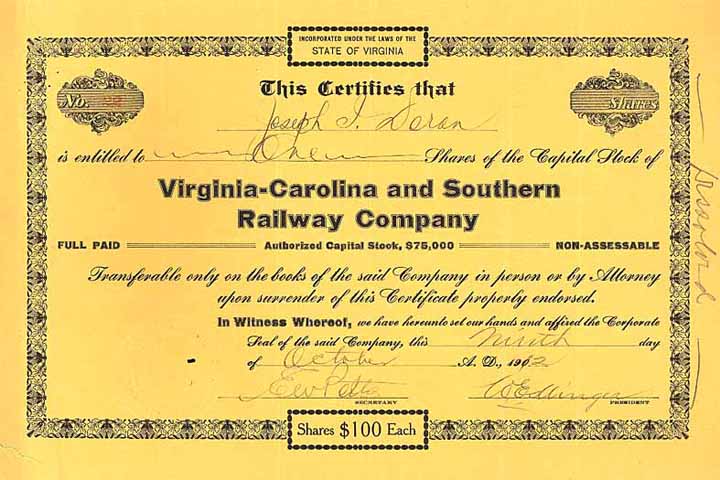 INCORPORATED UNDER THE LAWS OF THE
STATE OF VIRGINIA
This Certifies that
No. 22
Shares
Joseph I. Doran
is entitled to One Shares of the Capital Stock of
Virginia-Carolina and Southern
Railway Company
FULL PAID Authorized Capital Stock, $75,000 NON-ASSESSABLE
Transferable only on the books of the said Company in person or by Attorney
upon surrender of this Certificate properly endorsed.
In Witness Whereof, we have hereunto set our hands and affixed the Corporate
Seal of the said Company, this Ninth day
of October A. D., 1902
SECRETARY PRESIDENT
Shares $100 Each
Dissolved